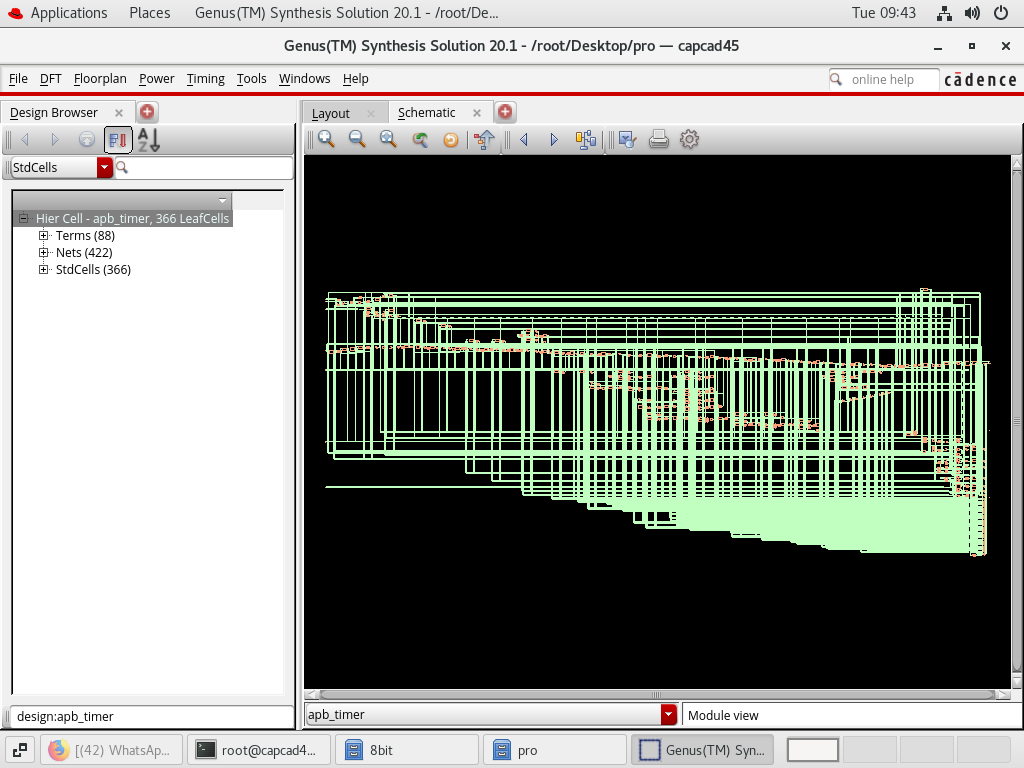 Applications Places Genus(TM) Synthesis Solution 20.1 - /root/De... Tue 09:43
Genus(TM) Synthesis Solution 20.1 - /root/Desktop/pro — capcad45
File DFT Floorplan Power Timing Tools Windows Help online help cādence
Design Browser Layout Schematic
A
Z
StdCells
Hier Cell - apb_timer, 366 LeafCells
Terms (88)
Nets (422)
StdCells (366)
design:apb_timer apb_timer Module view
[(42) WhatsAp... root@capcad4... 8bit pro Genus(TM) Syn...